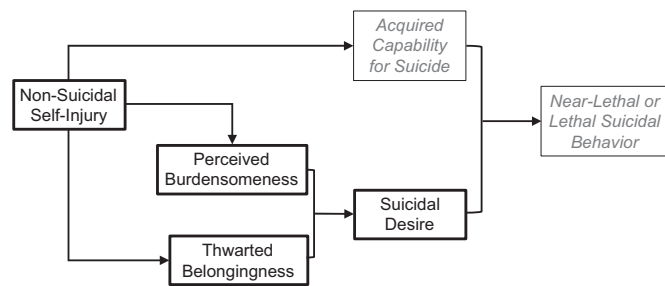 Acquired
Capability
for Suicide
Non-Suicidal
Self-Injury
Near-Lethal or
Lethal Suicidal
Behavior
Perceived
Burdensomeness
Suicidal
Desire
Thwarted
Belongingness